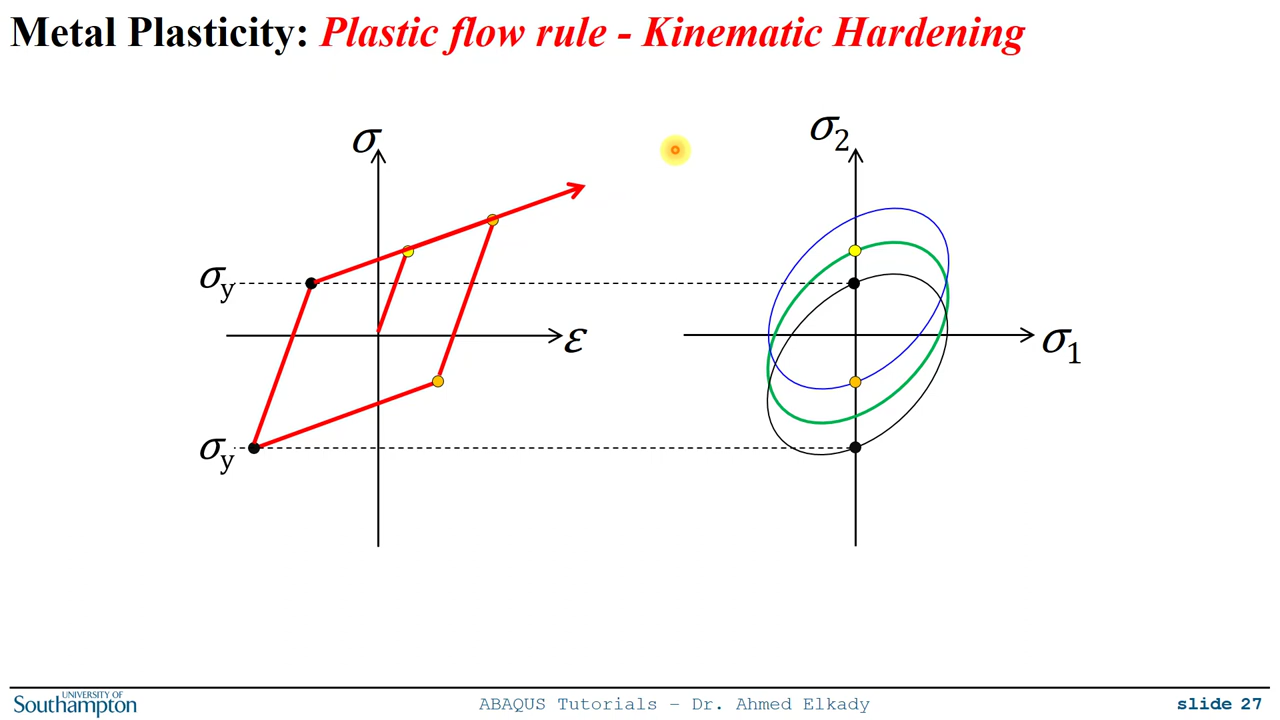 Metal Plasticity: Plastic flow rule - Kinematic Hardening
σ
σ2
σy
ε
σ1
σy
UNIVERSITY OF
Southampton
ABAQUS Tutorials – Dr. Ahmed Elkady
slide 27